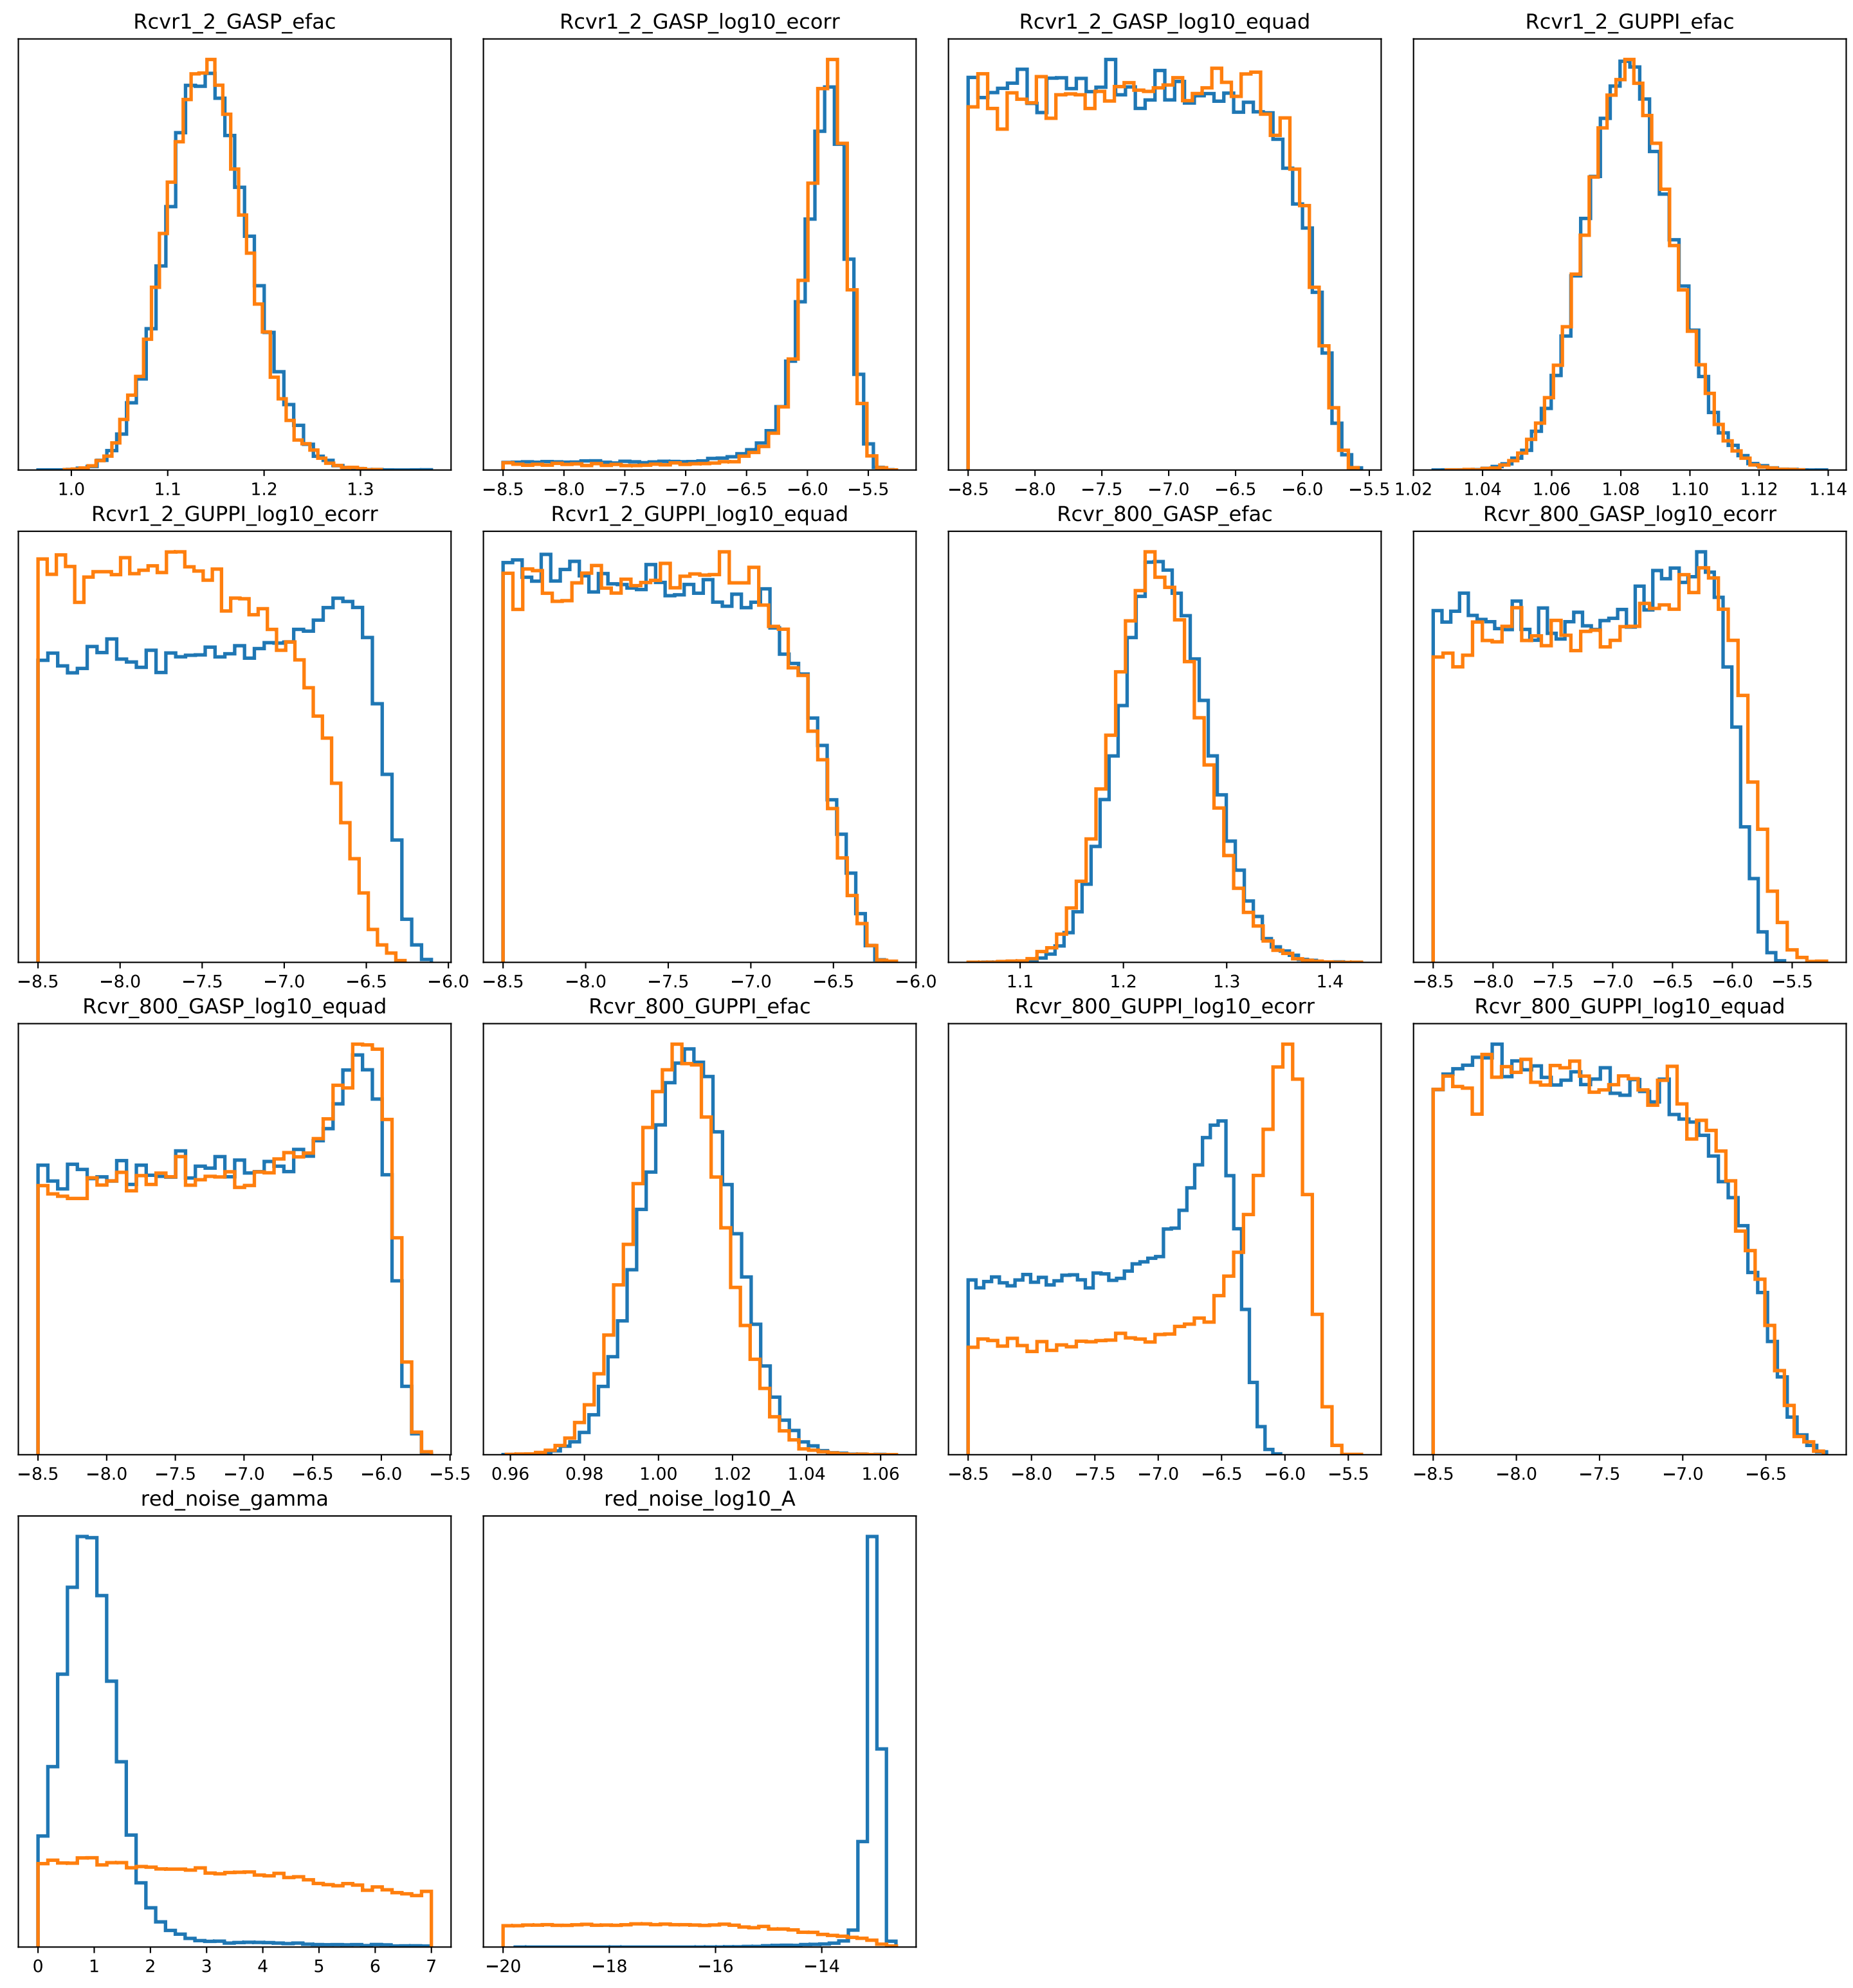 Rcvr1_2_GASP_efac
Rcvr1_2_GASP_log10_ecorr
Rcvr1_2_GASP_log10_equad
Rcvr1_2_GUPPI_efac
1.0 1.1 1.2 1.3
−8.5 −8.0 −7.5 −7.0 −6.5 −6.0 −5.5
−8.5 −8.0 −7.5 −7.0 −6.5 −6.0 −5.5
1.02 1.04 1.06 1.08 1.10 1.12 1.14
Rcvr1_2_GUPPI_log10_ecorr
Rcvr1_2_GUPPI_log10_equad
Rcvr_800_GASP_efac
Rcvr_800_GASP_log10_ecorr
−8.5 −8.0 −7.5 −7.0 −6.5 −6.0
−8.5 −8.0 −7.5 −7.0 −6.5 −6.0
1.1 1.2 1.3 1.4
−8.5 −8.0 −7.5 −7.0 −6.5 −6.0 −5.5
Rcvr_800_GASP_log10_equad
Rcvr_800_GUPPI_efac
Rcvr_800_GUPPI_log10_ecorr
Rcvr_800_GUPPI_log10_equad
−8.5 −8.0 −7.5 −7.0 −6.5 −6.0 −5.5
0.96 0.98 1.00 1.02 1.04 1.06
−8.5 −8.0 −7.5 −7.0 −6.5 −6.0 −5.5
−8.5 −8.0 −7.5 −7.0 −6.5
red_noise_gamma
red_noise_log10_A
0 1 2 3 4 5 6 7
−20 −18 −16 −14